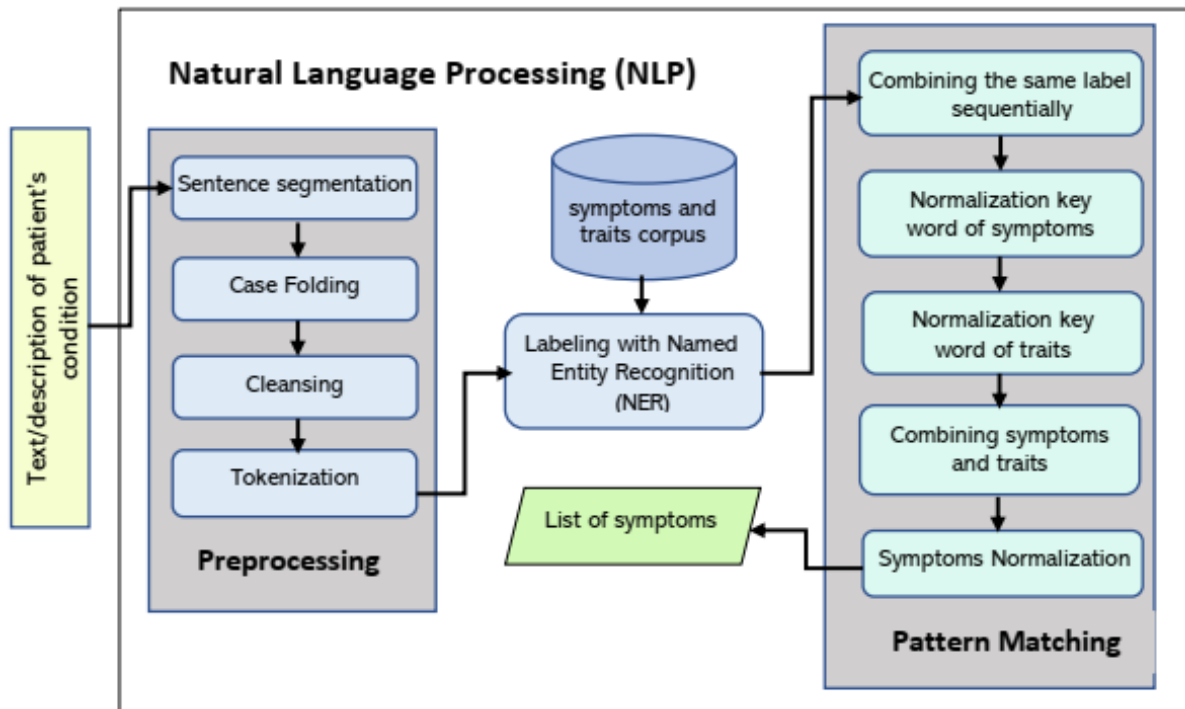 Natural Language Processing (NLP)
Text/description of patient's
condition
Sentence segmentation
Case Folding
Cleansing
Tokenization
Preprocessing
symptoms and
traits corpus
Labeling with Named
Entity Recognition
(NER)
List of symptoms
Combining the same label
sequentially
Normalization key
word of symptoms
Normalization key
word of traits
Combining symptoms
and traits
Symptoms Normalization
Pattern Matching